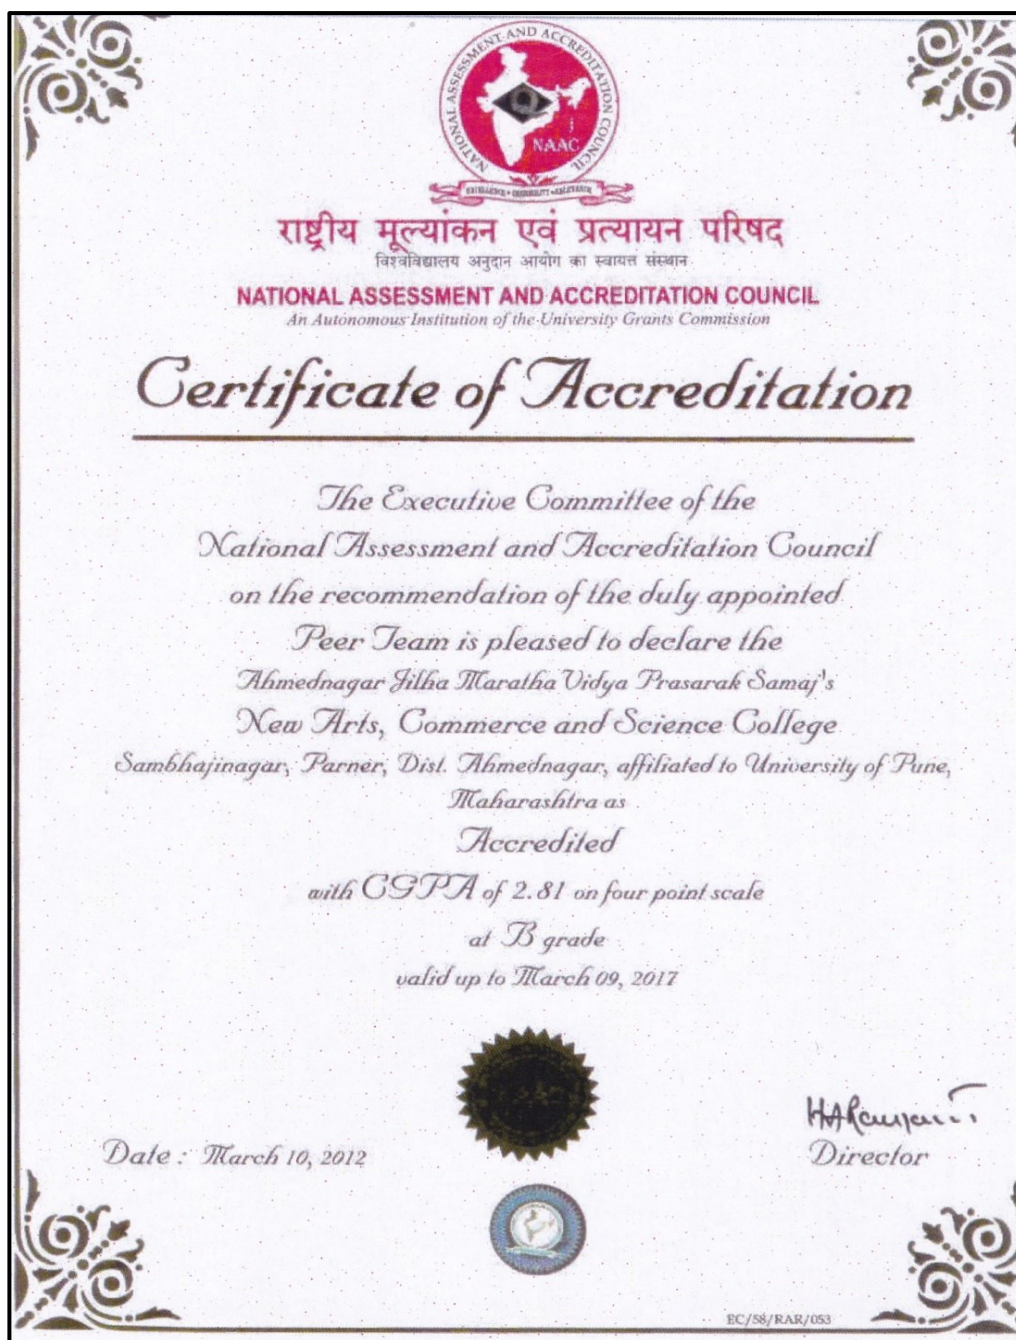 NATIONAL ASSESSMENT AND ACCREDITATION COUNCIL
NAAC
EXCELLENCE • CREDIBILITY • RELEVANCE
राष्ट्रीय मूल्यांकन एवं प्रत्यायन परिषद
विश्वविद्यालय अनुदान आयोग का स्वायत्त संस्थान
NATIONAL ASSESSMENT AND ACCREDITATION COUNCIL
An Autonomous Institution of the University Grants Commission
Certificate of Accreditation
The Executive Committee of the
National Assessment and Accreditation Council
on the recommendation of the duly appointed
Peer Team is pleased to declare the
Ahmednagar Jilha Maratha Vidya Prasarak Samaj's
New Arts, Commerce and Science College
Sambhajinagar, Parner, Dist. Ahmednagar, affiliated to University of Pune,
Maharashtra as
Accredited
with CGPA of 2.81 on four point scale
at B grade
valid up to March 09, 2017
Date : March 10, 2012
Director
EC/58/RAR/053